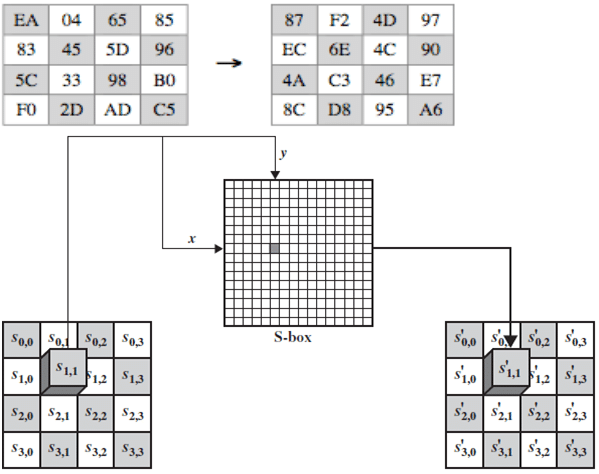 EA 04 65 85 87 F2 4D 97
83 45 5D 96 EC 6E 4C 90
5C 33 98 B0 4A C3 46 E7
F0 2D AD C5 8C D8 95 A6
y
x
S-box
s0,0 s0,1 s0,2 s0,3 s'0,0 s'0, s'0,2 s'0,3
s1,0 s1,1 s1,2 s1,3 s'1,0 s'1,1 s'1,2 s'1,3
s2,0 s2,1 s2,2 s2,3 s'2,0 s'2,1 s'2,2 s'2,3
s3,0 s3,1 s3,2 s3,3 s'3,0 s'3,1 s'3,2 s'3,3